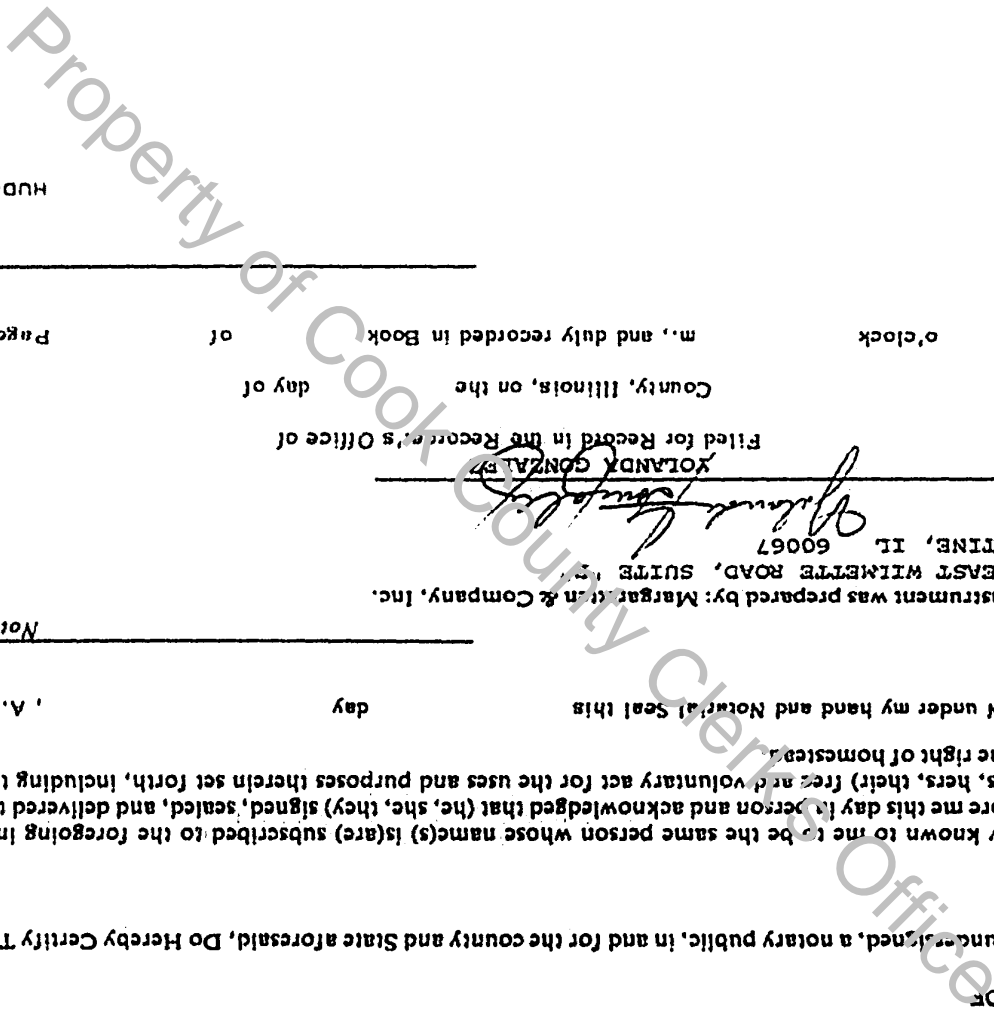 OF
undersigned, a notary public, in and for the county and State aforesaid, Do Hereby Certify T
y known to me to be the same person whose name(s) is(are) subscribed to the foregoing in
ore me this day in person and acknowledged that (he, she, they) signed, sealed, and delivered t
s, hers, their) free and voluntary act for the uses and purposes therein set forth, including t
he right of homestead.
under my hand and Notarial Seal this day , A.
Not
nstrument was prepared by: Margaretten & Company, Inc.
EAST WILMETTE ROAD, SUITE
TINE, IL 60067
Yolanda Gonzalez
YOLANDA GONZALEZ
Filed for Record in the Recorder's Office of
County, Illinois, on the day of
o'clock m., and duly recorded in Book of Page
HUD
Property of Cook County Clerk's Office